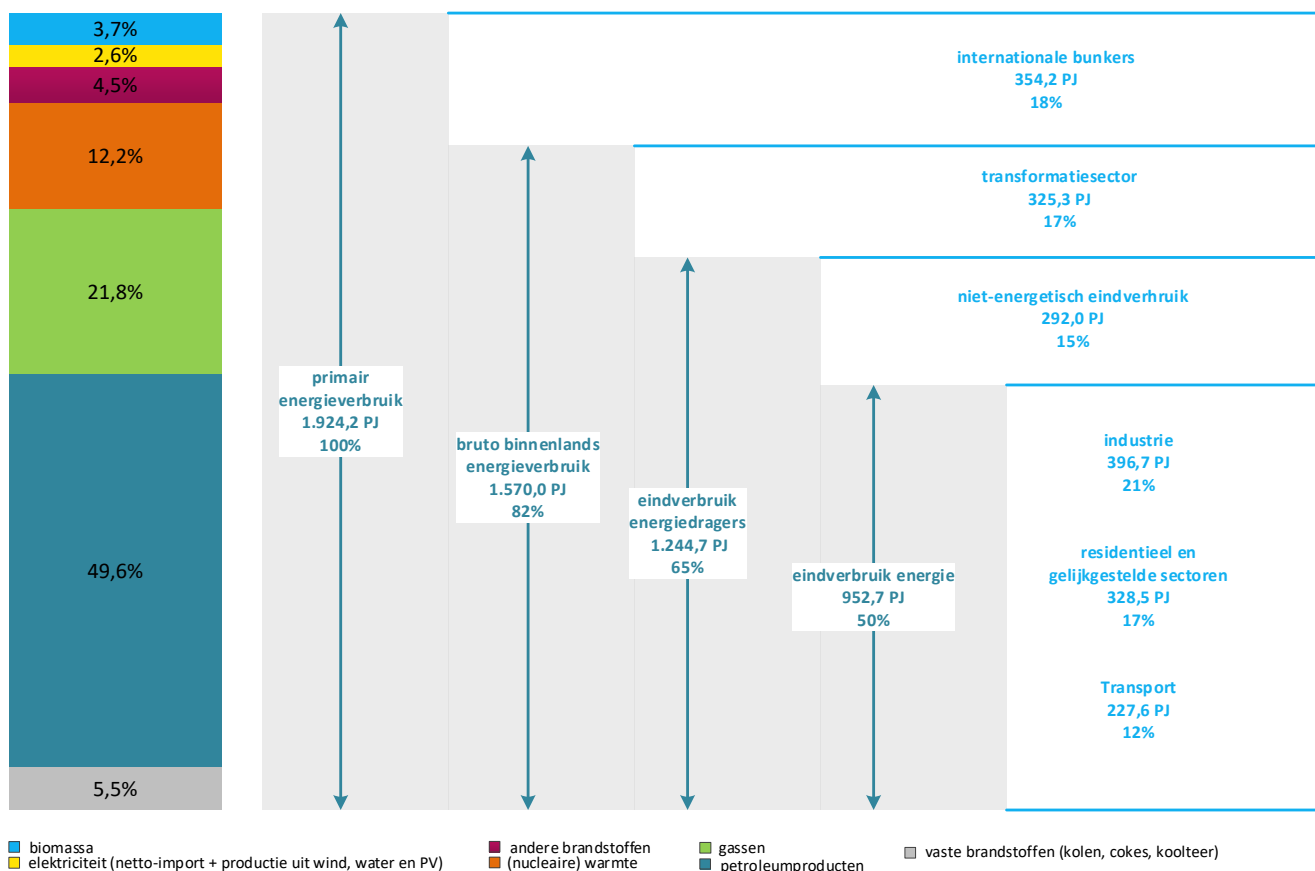 3,7%
2,6%
4,5%
12,2%
21,8%
49,6%
5,5%
primair
energieverbruik
1.924,2 PJ
100%
bruto binnenlands
energieverbruik
1.570,0 PJ
82%
eindverbruik
energiedragers
1.244,7 PJ
65%
eindverbruik energie
952,7 PJ
50%
internationale bunkers
354,2 PJ
18%
transformatiesector
325,3 PJ
17%
niet-energetisch eindverhruik
292,0 PJ
15%
industrie
396,7 PJ
21%
residentieel en
gelijkgestelde sectoren
328,5 PJ
17%
Transport
227,6 PJ
12%
biomassa
elektriciteit (netto-import + productie uit wind, water en PV)
andere brandstoffen
(nucleaire) warmte
gassen
petroleumproducten
vaste brandstoffen (kolen, cokes, koolteer)